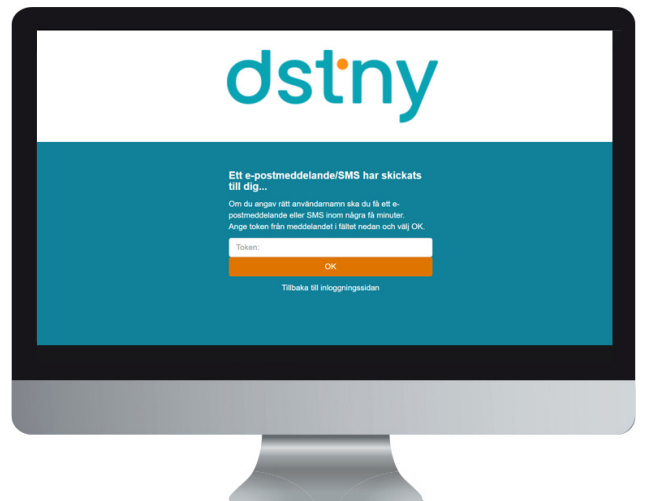 dstny
Ett e-postmeddelande/SMS har skickats
till dig...
Om du angav rätt användarnamn ska du få ett e-
postmeddelande eller SMS inom några få minuter.
Ange token från meddelandet i fältet nedan och välj OK.
Token:
OK
Tillbaka till inloggningssidan